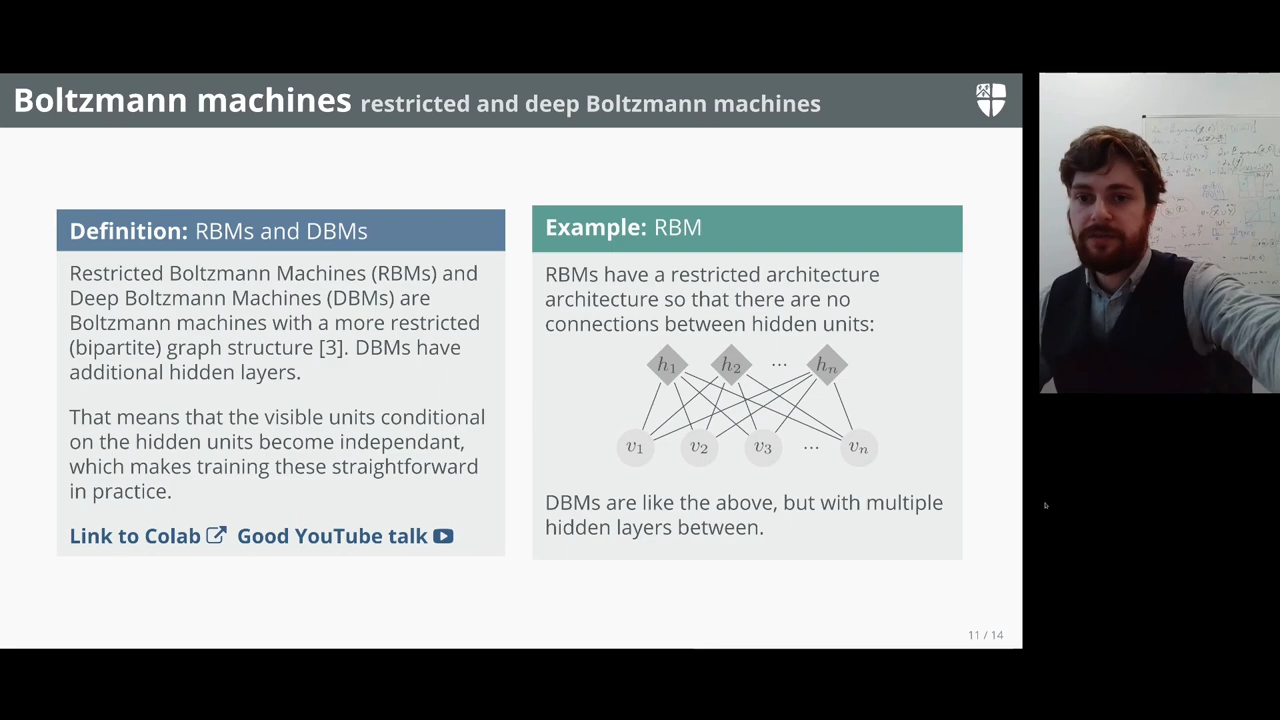 Boltzmann machines restricted and deep Boltzmann machines
Definition: RBMs and DBMs
Restricted Boltzmann Machines (RBMs) and
Deep Boltzmann Machines (DBMs) are
Boltzmann machines with a more restricted
(bipartite) graph structure [3]. DBMs have
additional hidden layers.
That means that the visible units conditional
on the hidden units become independant,
which makes training these straightforward
in practice.
Link to Colab Good YouTube talk
Example: RBM
RBMs have a restricted architecture
architecture so that there are no
connections between hidden units:
h1 h2 ... hn
v1 v2 v3 ... vn
DBMs are like the above, but with multiple
hidden layers between.
11 / 14